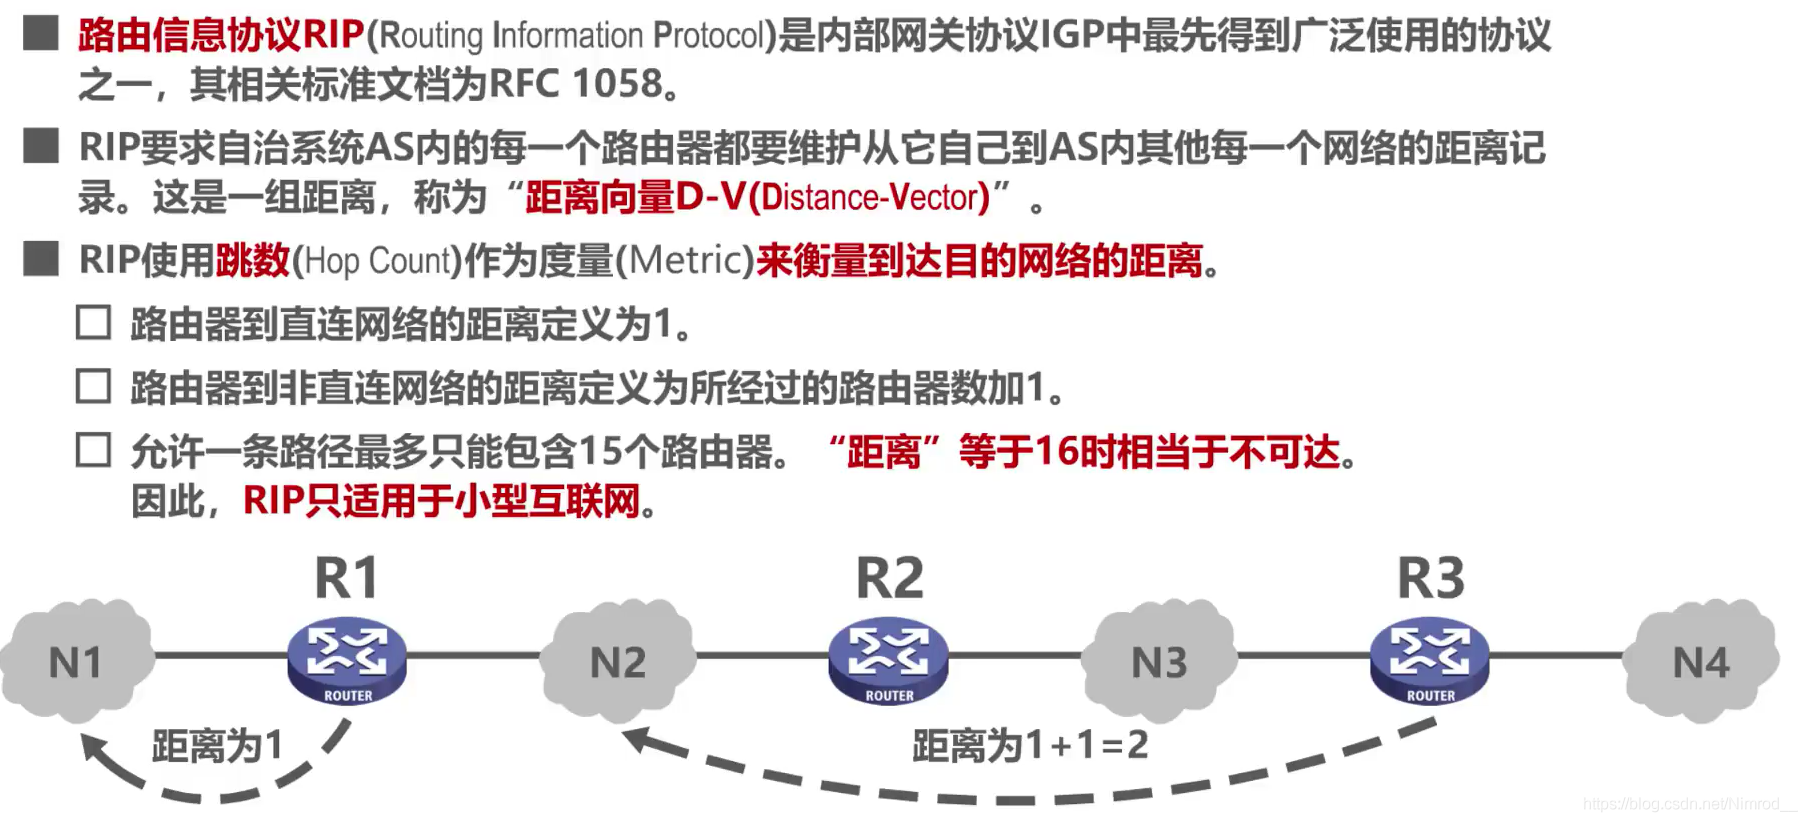 路由信息协议RIP(Routing Information Protocol)是内部网关协议IGP中最先得到广泛使用的协议
之一，其相关标准文档为RFC 1058。
RIP要求自治系统AS内的每一个路由器都要维护从它自己到AS内其他每一个网络的距离记
录。这是一组距离，称为“距离向量D-V(Distance-Vector)”。
RIP使用跳数(Hop Count)作为度量(Metric)来衡量到达目的网络的距离。
路由器到直连网络的距离定义为1。
路由器到非直连网络的距离定义为所经过的路由器数加1。
允许一条路径最多只能包含15个路由器。“距离”等于16时相当于不可达。
因此，RIP只适用于小型互联网。
R1 R2 R3
N1 N2 N3 N4
ROUTER ROUTER ROUTER
距离为1 距离为1+1=2
https://blog.csdn.net/Nimrod__